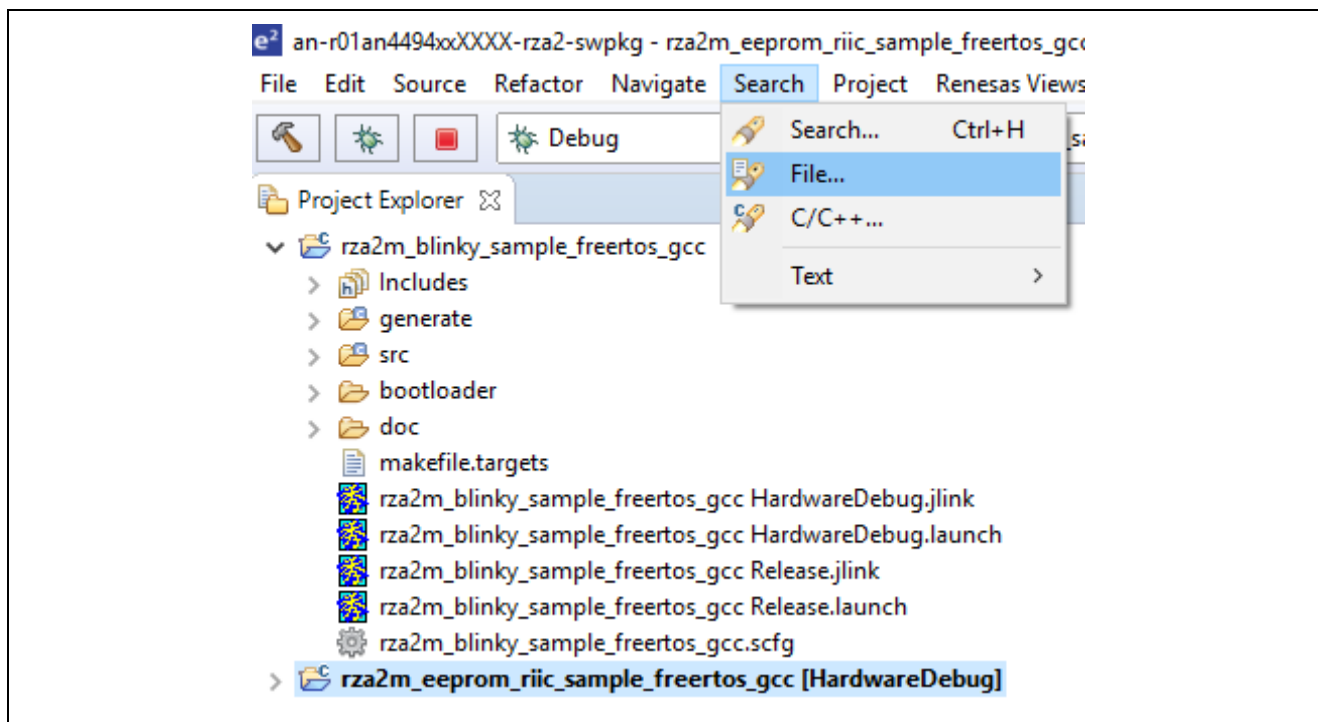 e² an-r01an4494xxXXXX-rza2-swpkg - rza2m_eeprom_riic_sample_freertos_gcc
File Edit Source Refactor Navigate Search Project Renesas Views
Debug
Search... Ctrl+H
File...
C/C++...
Text
Project Explorer
rza2m_blinky_sample_freertos_gcc
Includes
generate
src
bootloader
doc
makefile.targets
rza2m_blinky_sample_freertos_gcc HardwareDebug.jlink
rza2m_blinky_sample_freertos_gcc HardwareDebug.launch
rza2m_blinky_sample_freertos_gcc Release.jlink
rza2m_blinky_sample_freertos_gcc Release.launch
rza2m_blinky_sample_freertos_gcc.scfg
rza2m_eeprom_riic_sample_freertos_gcc [HardwareDebug]